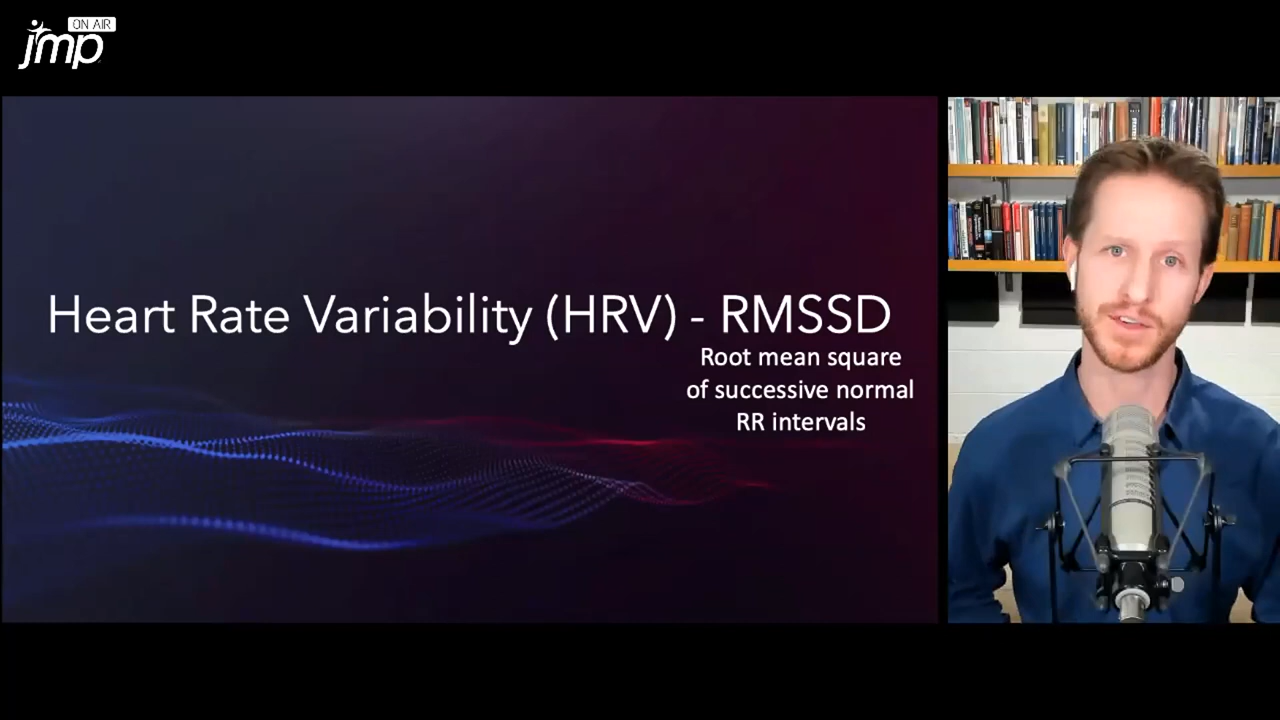 ON AIR
jmp
Heart Rate Variability (HRV) - RMSSD
Root mean square
of successive normal
RR intervals